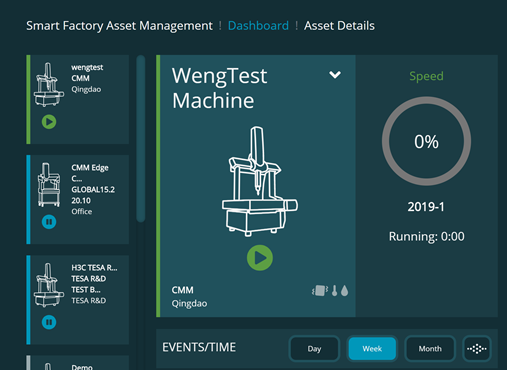 Smart Factory Asset Management ! Dashboard ! Asset Details
wengtest
CMM
Qingdao
CMM Edge
C...
GLOBAL15.2
20.10
Office
H3C TESA R...
TESA R&D
TEST B...
TESA R&D
Demo
WengTest
Machine
CMM
Qingdao
Speed
0%
2019-1
Running: 0:00
EVENTS/TIME
Day
Week
Month